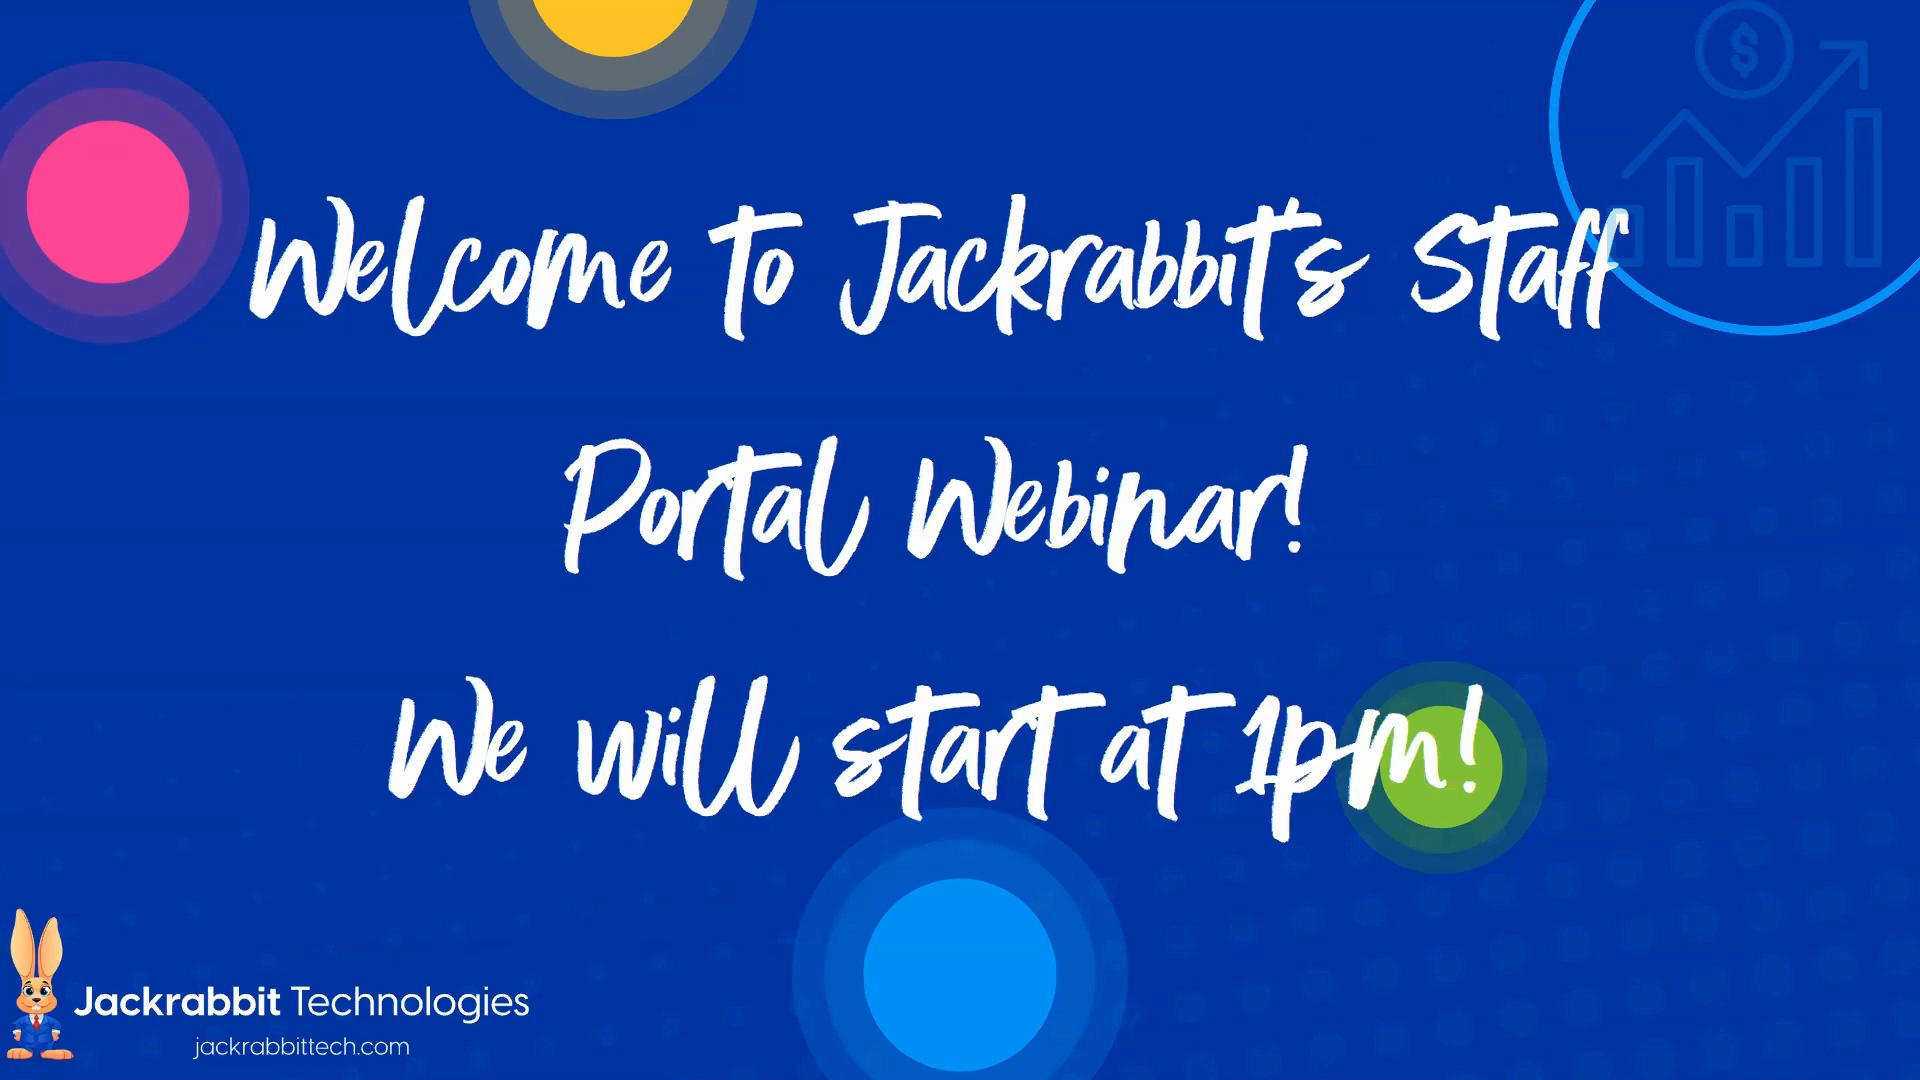 Welcome to Jackrabbit's Staff
Portal Webinar!
We will start at 1pm!
Jackrabbit Technologies
jackrabbittech.com